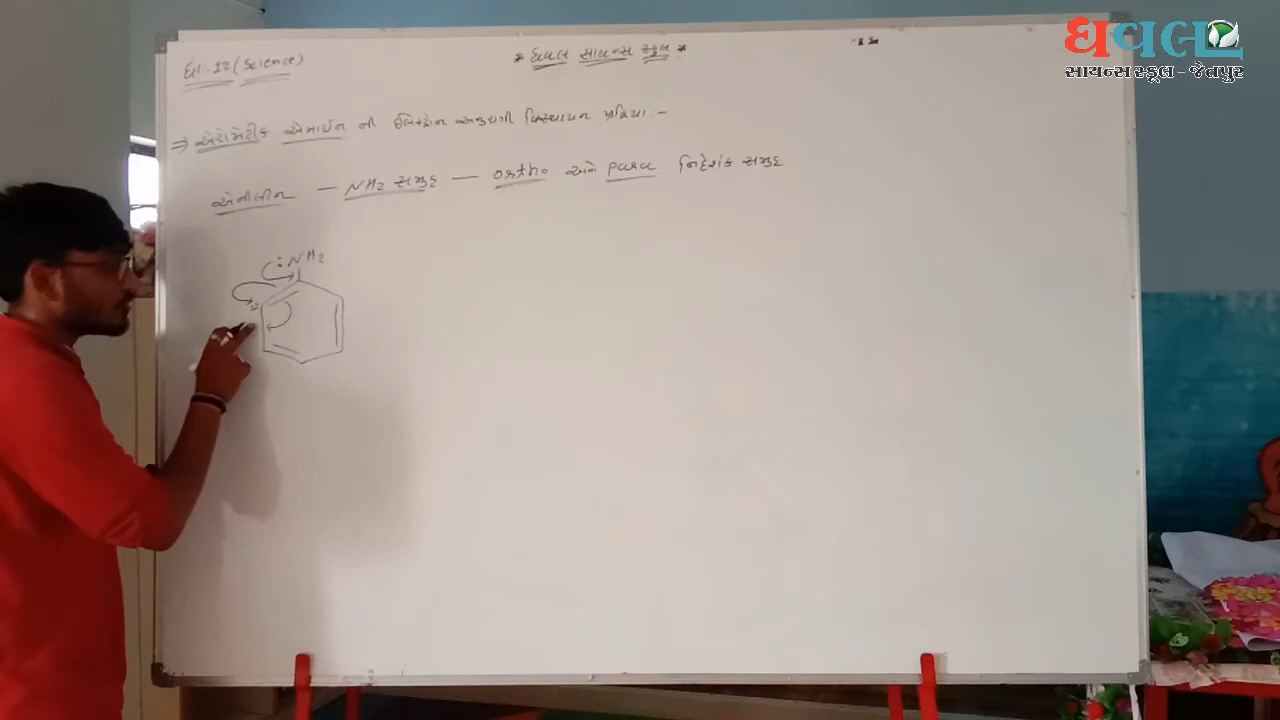 ધો-12 (Science)
* ધવલ સાયન્સ સ્કૂલ *
ધવલ
સાયન્સ સ્કૂલ - જેતપુર
⇒ એરોમેટીક એમાઈન ની ઈલેક્ટ્રોન અનુરાગી વિસ્થાપન પ્રક્રિયા :-
એનીલીન — NH2 સમુહ — ortho અને para નિર્દેશક સમુહ
:NH2